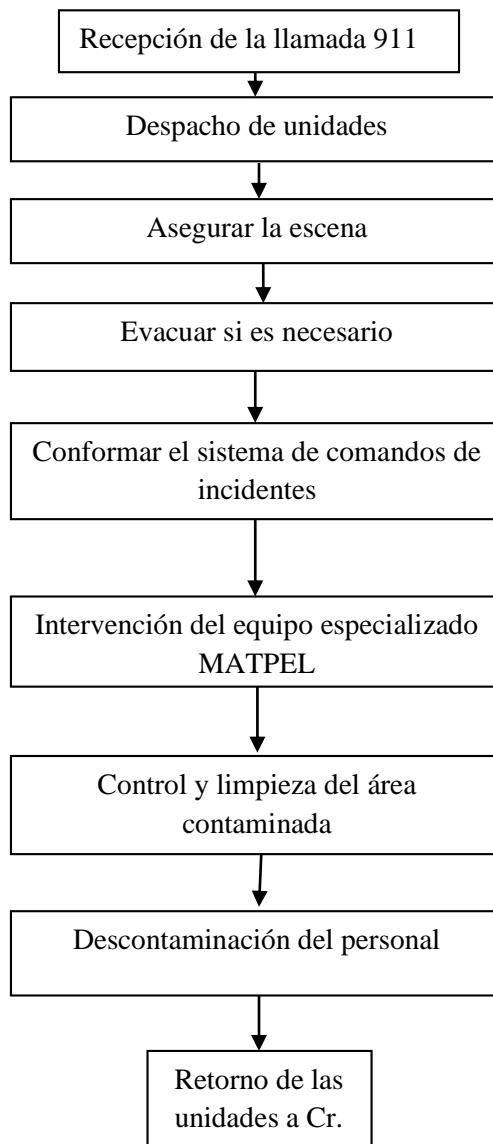 Recepción de la llamada 911
Despacho de unidades
Asegurar la escena
Evacuar si es necesario
Conformar el sistema de comandos de
incidentes
Intervención del equipo especializado
MATPEL
Control y limpieza del área
contaminada
Descontaminación del personal
Retorno de las
unidades a Cr.